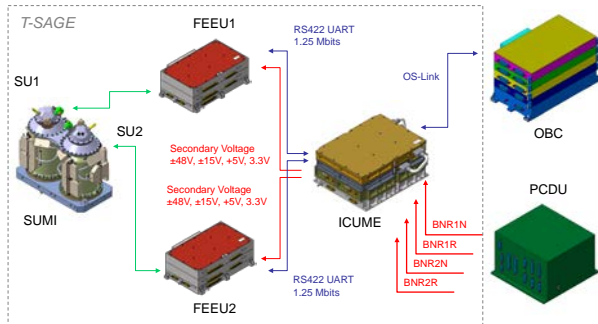 T-SAGE
FEEU1
RS422 UART
1.25 Mbits
OS-Link
SU1
SU2
OBC
Secondary Voltage
±48V, ±15V, +5V, 3.3V
Secondary Voltage
±48V, ±15V, +5V, 3.3V
PCDU
SUMI
ICUME
BNR1N
BNR1R
BNR2N
BNR2R
FEEU2
RS422 UART
1.25 Mbits